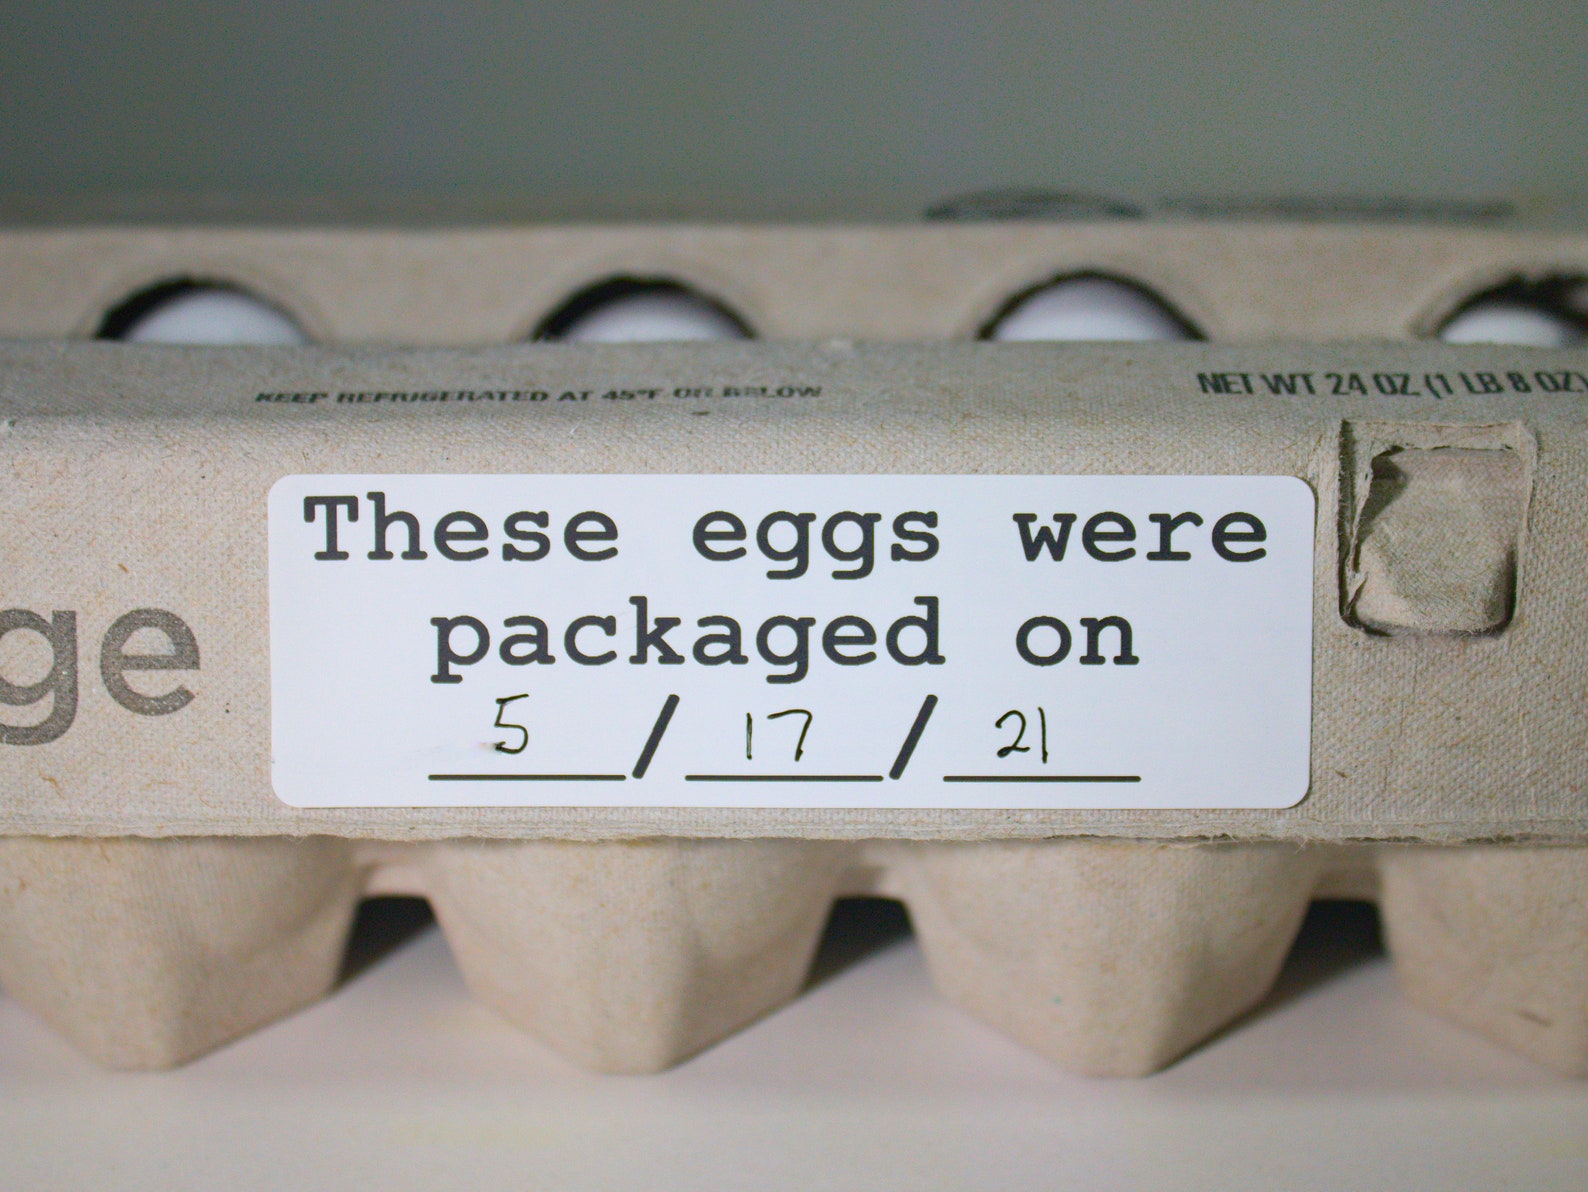 KEEP REFRIGERATED AT 45°F OR BELOW
NET WT 24 OZ (1 LB 8 OZ)
These eggs were
packaged on
5 / 17 / 21
ge